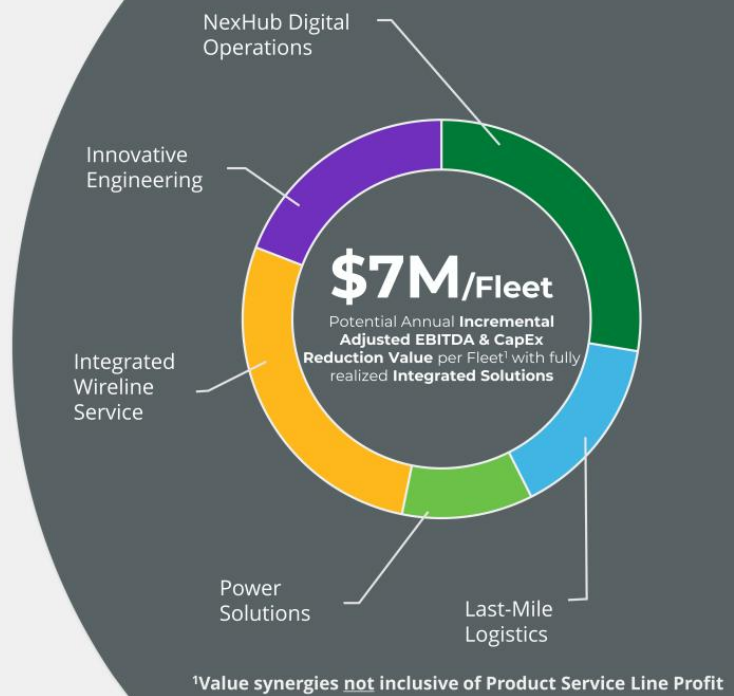 NexHub Digital
Operations
Innovative
Engineering
$7M/Fleet
Potential Annual Incremental
Adjusted EBITDA & CapEx
Reduction Value per Fleet¹ with fully
realized Integrated Solutions
Integrated
Wireline
Service
Power
Solutions
Last-Mile
Logistics
¹Value synergies not inclusive of Product Service Line Profit